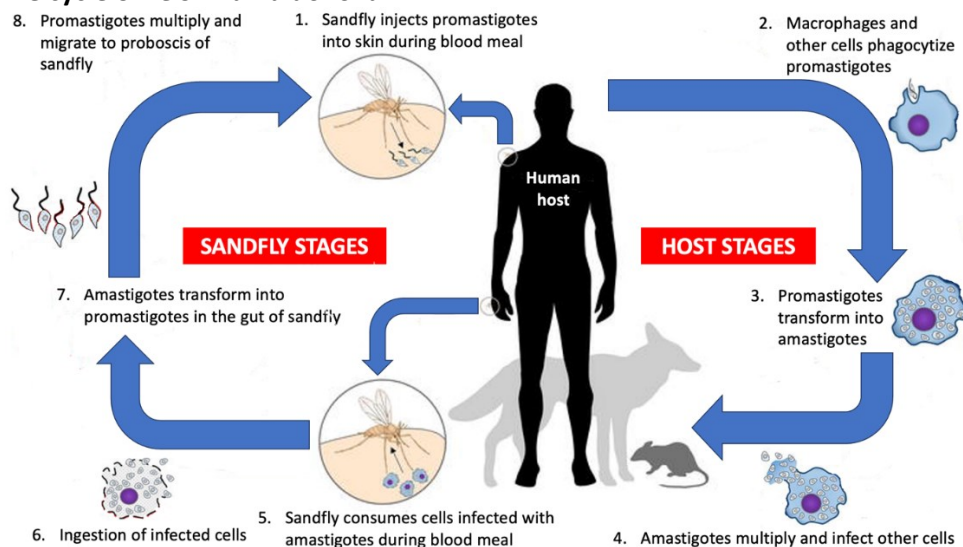 8. Promastigotes multiply and
migrate to proboscis of
sandfly
1. Sandfly injects promastigotes
into skin during blood meal
2. Macrophages and
other cells phagocytize
promastigotes
Human
host
SANDFLY STAGES
HOST STAGES
7. Amastigotes transform into
promastigotes in the gut of sandfly
3. Promastigotes
transform into
amastigotes
6. Ingestion of infected cells
5. Sandfly consumes cells infected with
amastigotes during blood meal
4. Amastigotes multiply and infect other cells